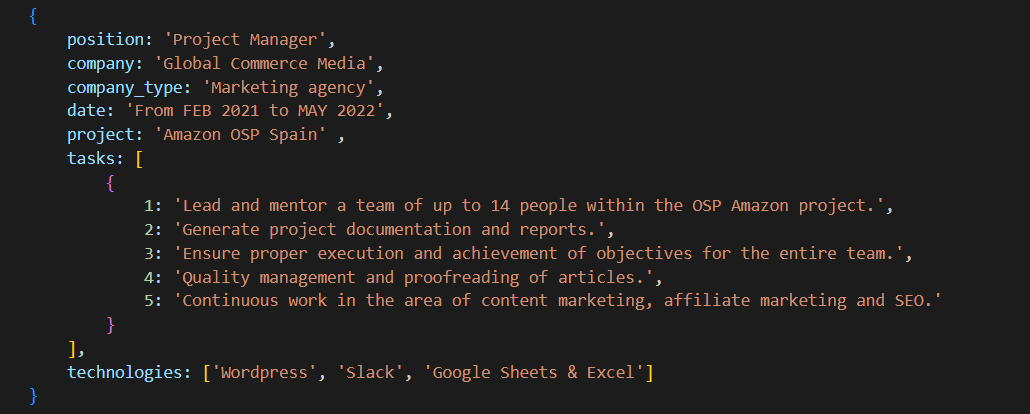 {
    position: 'Project Manager',
    company: 'Global Commerce Media',
    company_type: 'Marketing agency',
    date: 'From FEB 2021 to MAY 2022',
    project: 'Amazon OSP Spain' ,
    tasks: [
        {
            1: 'Lead and mentor a team of up to 14 people within the OSP Amazon project.',
            2: 'Generate project documentation and reports.',
            3: 'Ensure proper execution and achievement of objectives for the entire team.',
            4: 'Quality management and proofreading of articles.',
            5: 'Continuous work in the area of content marketing, affiliate marketing and SEO.'
        }
    ],
    technologies: ['Wordpress', 'Slack', 'Google Sheets & Excel']
}